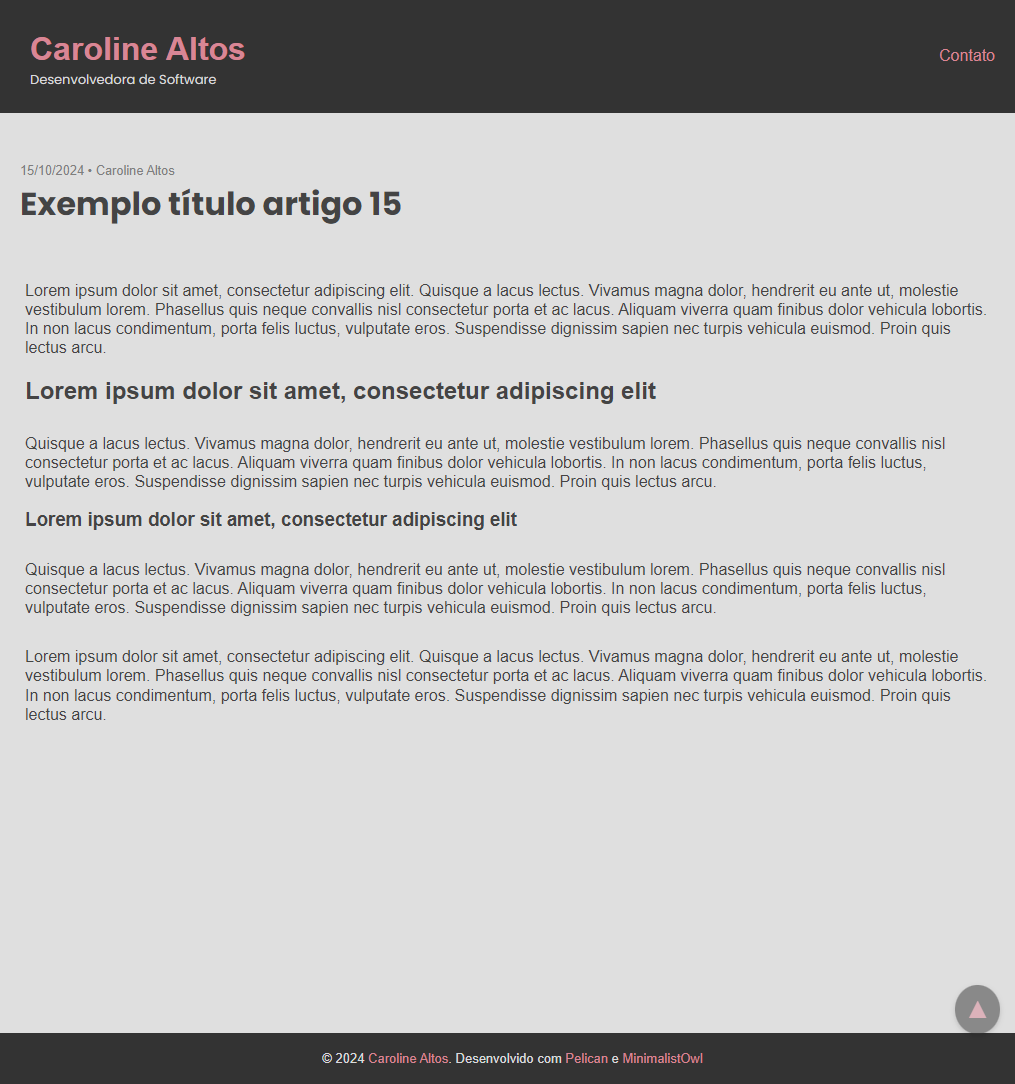 Caroline Altos
Desenvolvedora de Software
Contato
15/10/2024 • Caroline Altos
Exemplo título artigo 15
Lorem ipsum dolor sit amet, consectetur adipiscing elit. Quisque a lacus lectus. Vivamus magna dolor, hendrerit eu ante ut, molestie
vestibulum lorem. Phasellus quis neque convallis nisl consectetur porta et ac lacus. Aliquam viverra quam finibus dolor vehicula lobortis.
In non lacus condimentum, porta felis luctus, vulputate eros. Suspendisse dignissim sapien nec turpis vehicula euismod. Proin quis
lectus arcu.
Lorem ipsum dolor sit amet, consectetur adipiscing elit
Quisque a lacus lectus. Vivamus magna dolor, hendrerit eu ante ut, molestie vestibulum lorem. Phasellus quis neque convallis nisl
consectetur porta et ac lacus. Aliquam viverra quam finibus dolor vehicula lobortis. In non lacus condimentum, porta felis luctus,
vulputate eros. Suspendisse dignissim sapien nec turpis vehicula euismod. Proin quis lectus arcu.
Lorem ipsum dolor sit amet, consectetur adipiscing elit
Quisque a lacus lectus. Vivamus magna dolor, hendrerit eu ante ut, molestie vestibulum lorem. Phasellus quis neque convallis nisl
consectetur porta et ac lacus. Aliquam viverra quam finibus dolor vehicula lobortis. In non lacus condimentum, porta felis luctus,
vulputate eros. Suspendisse dignissim sapien nec turpis vehicula euismod. Proin quis lectus arcu.
Lorem ipsum dolor sit amet, consectetur adipiscing elit. Quisque a lacus lectus. Vivamus magna dolor, hendrerit eu ante ut, molestie
vestibulum lorem. Phasellus quis neque convallis nisl consectetur porta et ac lacus. Aliquam viverra quam finibus dolor vehicula lobortis.
In non lacus condimentum, porta felis luctus, vulputate eros. Suspendisse dignissim sapien nec turpis vehicula euismod. Proin quis
lectus arcu.
▲
© 2024 Caroline Altos. Desenvolvido com Pelican e MinimalistOwl